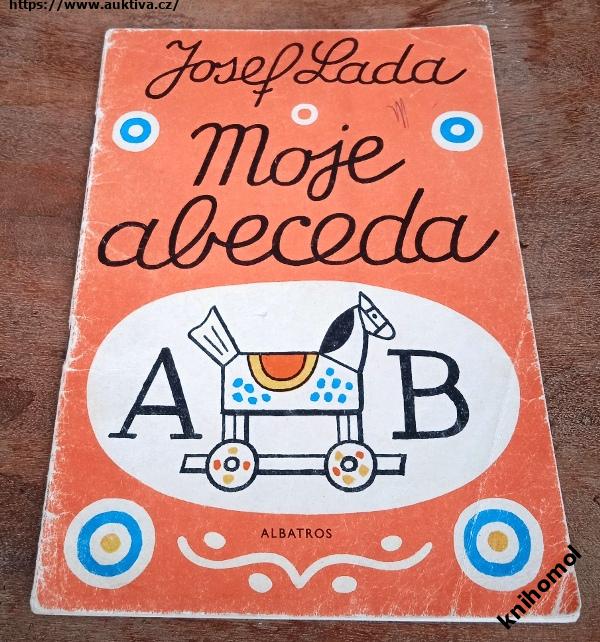 https://www.auktiva.cz/
Josef Lada
Moje
abeceda
A B
ALBATROS
knihomol